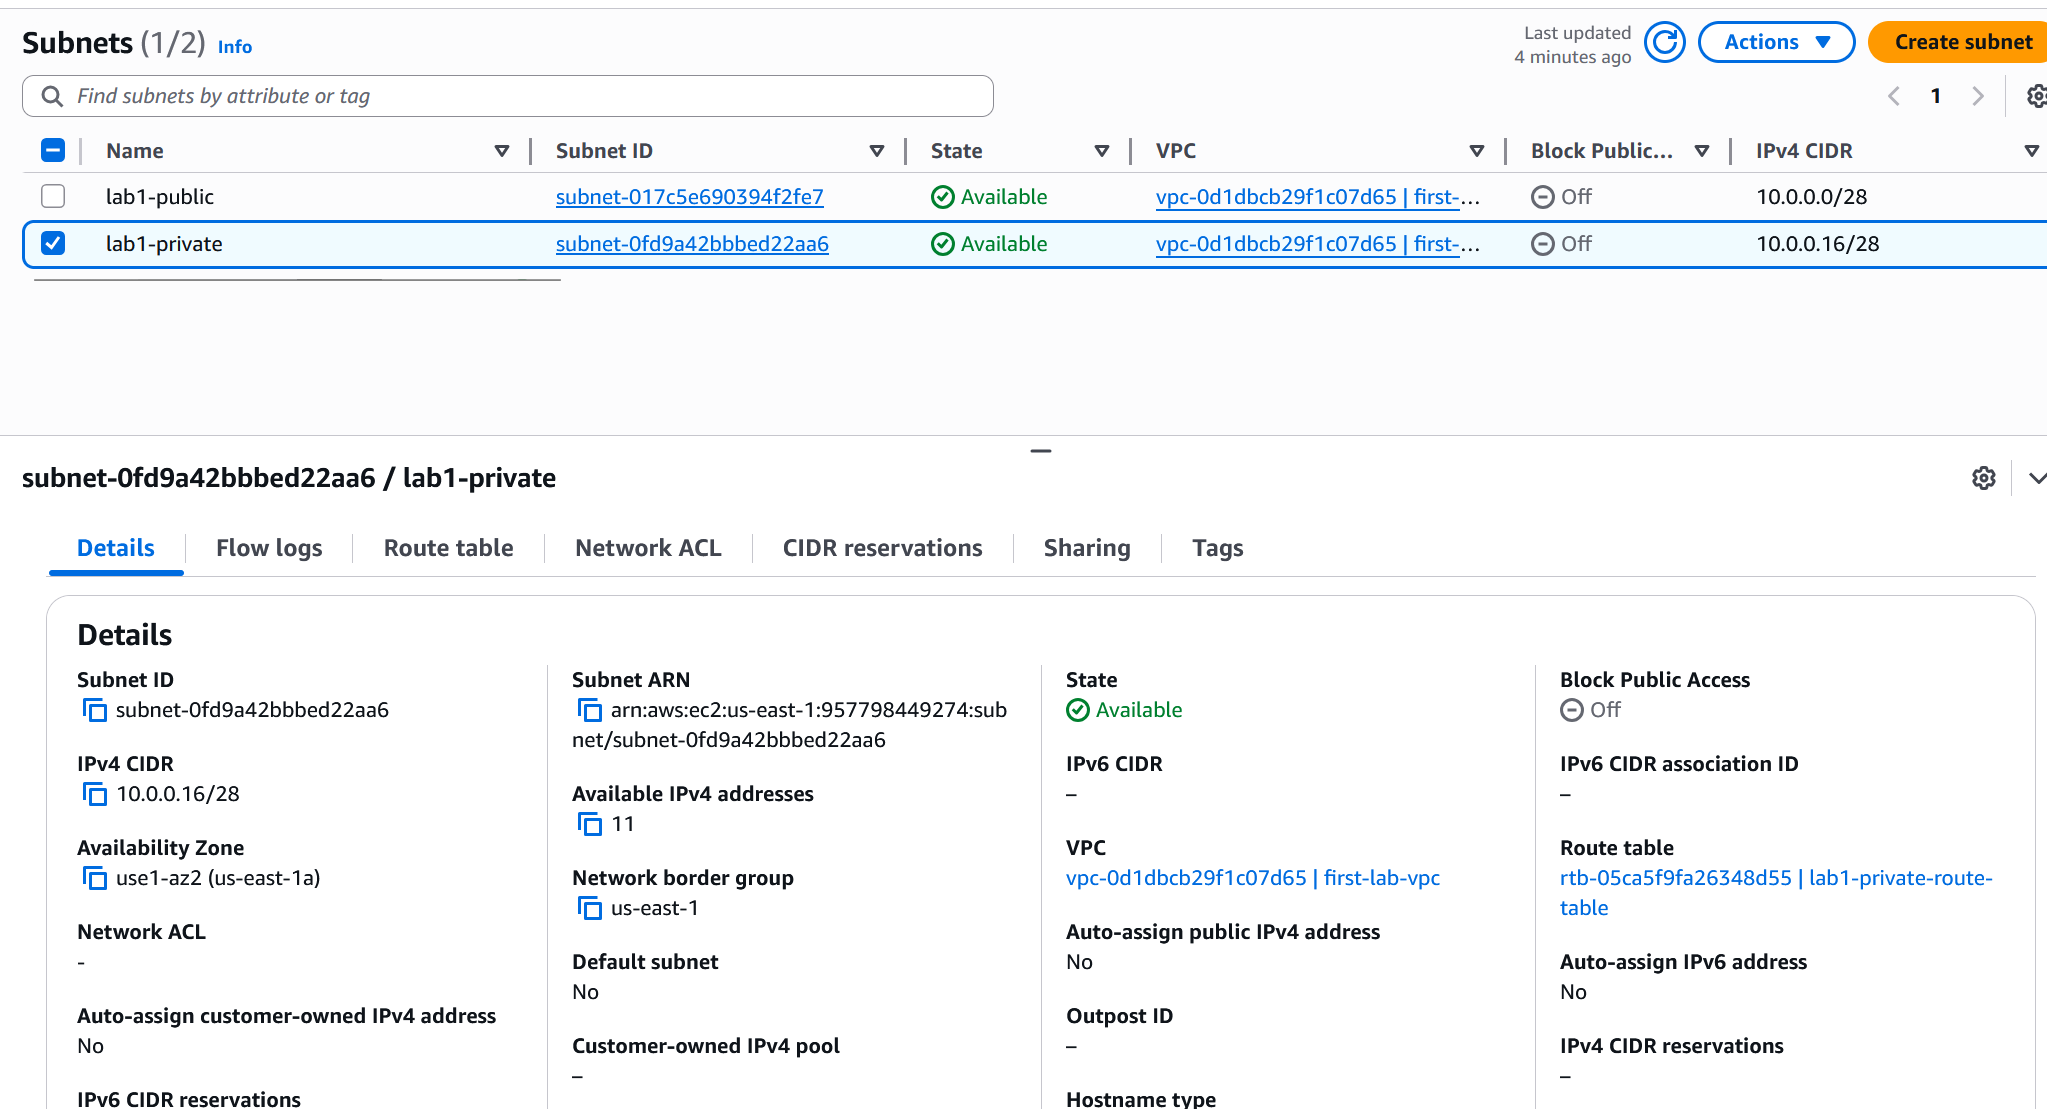 Subnets (1/2) Info
Last updated
4 minutes ago
Actions
Create subnet
Find subnets by attribute or tag
1
Name Subnet ID State VPC Block Public... IPv4 CIDR
lab1-public subnet-017c5e690394f2fe7 Available vpc-0d1dbcb29f1c07d65 | first-... Off 10.0.0.0/28
lab1-private subnet-0fd9a42bbbed22aa6 Available vpc-0d1dbcb29f1c07d65 | first-... Off 10.0.0.16/28
subnet-0fd9a42bbbed22aa6 / lab1-private
Details Flow logs Route table Network ACL CIDR reservations Sharing Tags
Details
Subnet ID
subnet-0fd9a42bbbed22aa6
IPv4 CIDR
10.0.0.16/28
Availability Zone
use1-az2 (us-east-1a)
Network ACL
-
Auto-assign customer-owned IPv4 address
No
IPv6 CIDR reservations
Subnet ARN
arn:aws:ec2:us-east-1:957798449274:sub
net/subnet-0fd9a42bbbed22aa6
Available IPv4 addresses
11
Network border group
us-east-1
Default subnet
No
Customer-owned IPv4 pool
–
State
Available
IPv6 CIDR
–
VPC
vpc-0d1dbcb29f1c07d65 | first-lab-vpc
Auto-assign public IPv4 address
No
Outpost ID
–
Hostname type
Block Public Access
Off
IPv6 CIDR association ID
–
Route table
rtb-05ca5f9fa26348d55 | lab1-private-route-
table
Auto-assign IPv6 address
No
IPv4 CIDR reservations
–